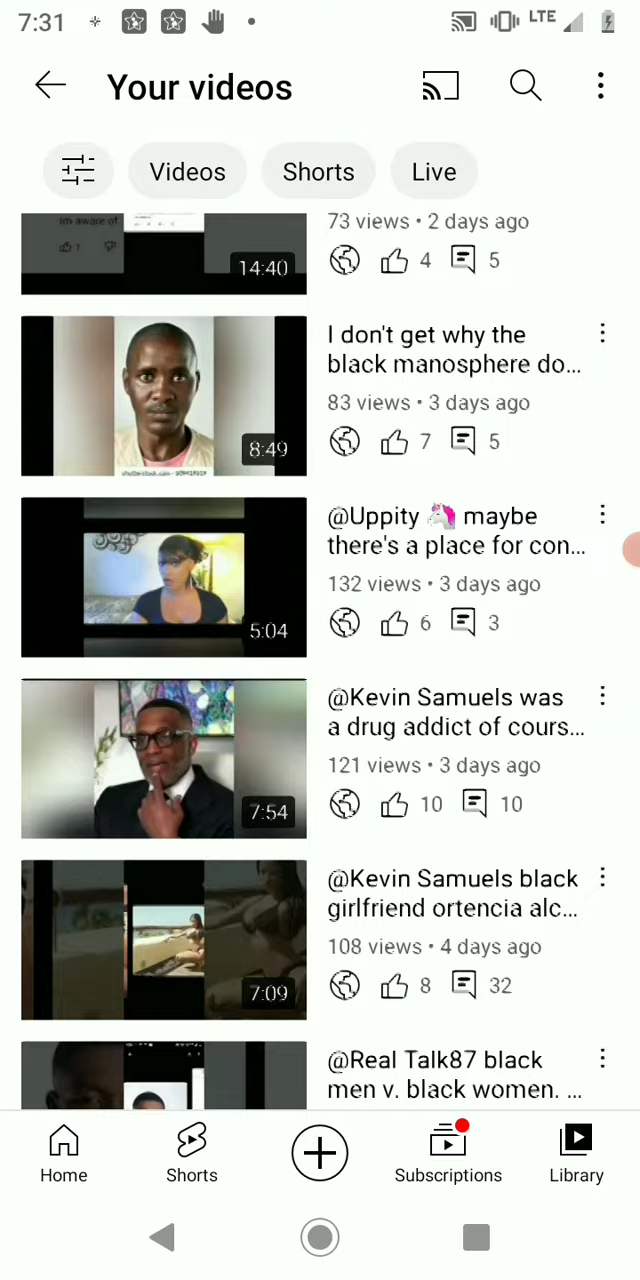 7:31
LTE
Your videos
Videos
Shorts
Live
Im aware of
1
14:40
73 views • 2 days ago
4
5
I don't get why the
black manosphere do...
8:49
83 views • 3 days ago
7
5
@Uppity 🦄 maybe
there's a place for con...
5:04
132 views • 3 days ago
6
3
@Kevin Samuels was
a drug addict of cours...
7:54
121 views • 3 days ago
10
10
@Kevin Samuels black
girlfriend ortencia alc...
7:09
108 views • 4 days ago
8
32
@Real Talk87 black
men v. black women. ...
Home
Shorts
Subscriptions
Library